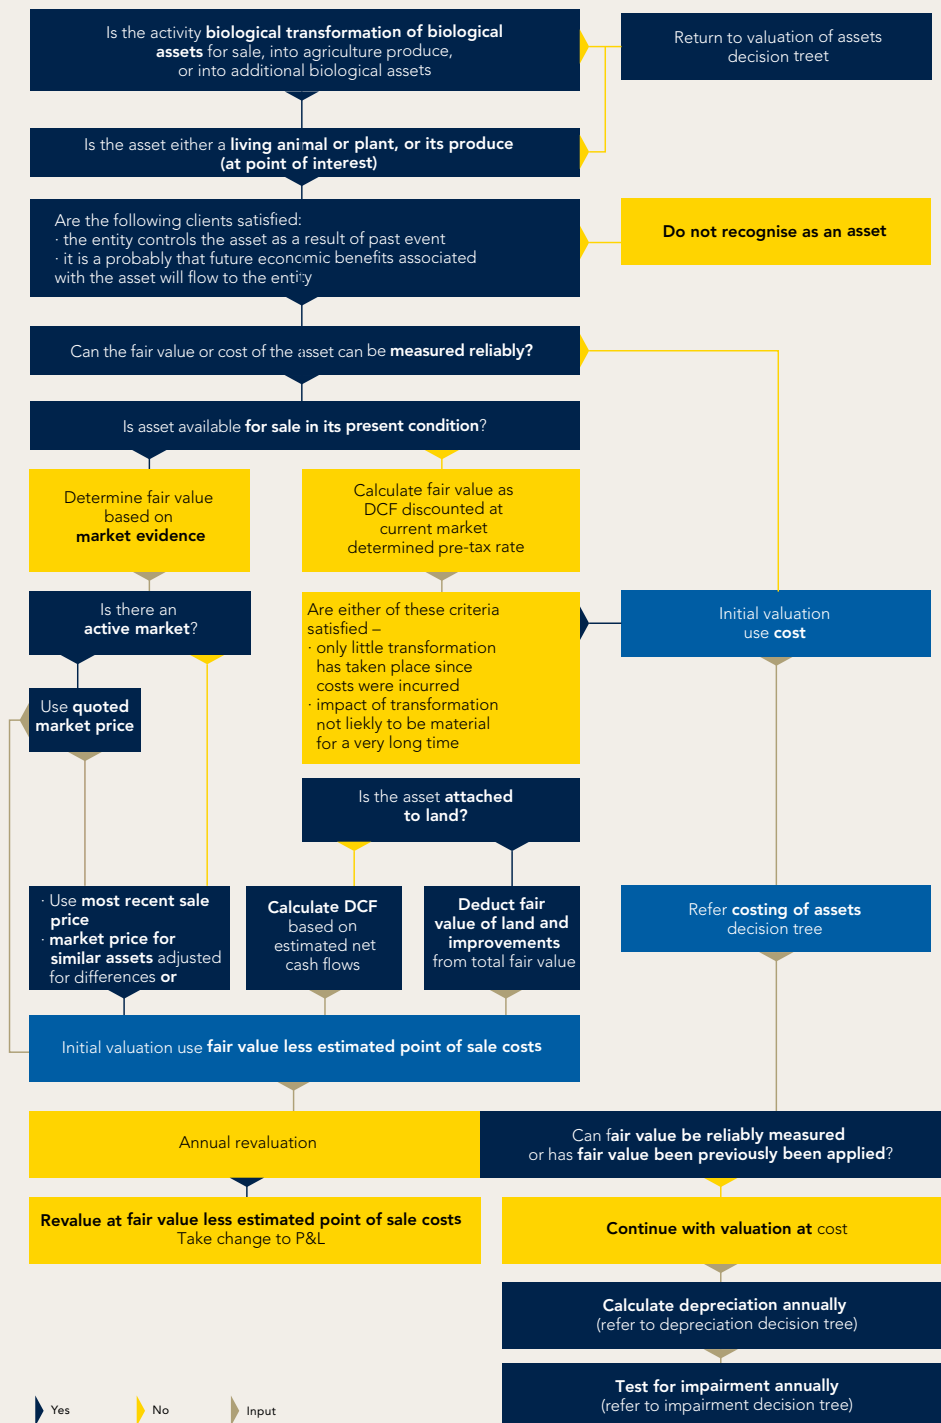 Is the activity biological transformation of biological
assets for sale, into agriculture produce,
or into additional biological assets
Return to valuation of assets
decision treet
Is the asset either a living animal or plant, or its produce
(at point of interest)
Are the following clients satisfied:
· the entity controls the asset as a result of past event
· it is a probably that future economic benefits associated
with the asset will flow to the entity
Do not recognise as an asset
Can the fair value or cost of the asset can be measured reliably?
Is asset available for sale in its present condition?
Determine fair value
based on
market evidence
Calculate fair value as
DCF discounted at
current market
determined pre-tax rate
Is there an
active market?
Are either of these criteria
satisfied –
· only little transformation
has taken place since
costs were incurred
· impact of transformation
not liekly to be material
for a very long time
Initial valuation
use cost
Use quoted
market price
Is the asset attached
to land?
· Use most recent sale
price
· market price for
similar assets adjusted
for differences or
Calculate DCF
based on
estimated net
cash flows
Deduct fair
value of land and
improvements
from total fair value
Refer costing of assets
decision tree
Initial valuation use fair value less estimated point of sale costs
Annual revaluation
Can fair value be reliably measured
or has fair value been previously been applied?
Revalue at fair value less estimated point of sale costs
Take change to P&L
Continue with valuation at cost
Calculate depreciation annually
(refer to depreciation decision tree)
Test for impairment annually
(refer to impairment decision tree)
Yes
No
Input